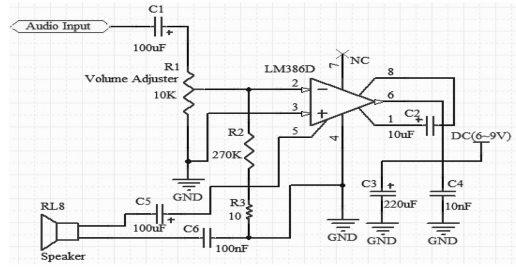 C1
Audio Input
100uF
R1
Volume Adjuster
10K
LM386D
NC
7
8
2
6
3
1
C2
10uF
5
4
DC(6~9V)
R2
270K
GND
C3
220uF
C4
10nF
RL8
C5
100uF
R3
10
C6
100nF
Speaker
GND
GND
GND